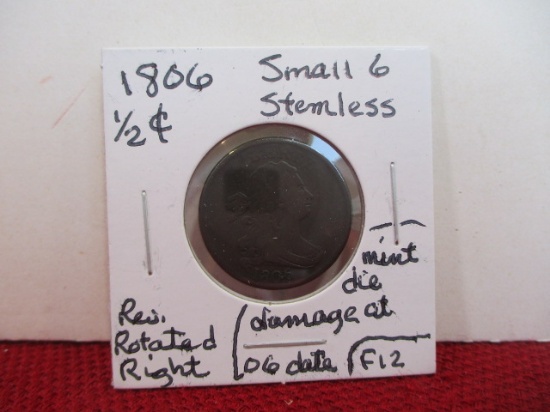 1806
1/2 ¢
Small 6
Stemless
mint
die
damage at
06 date
F12
Rev.
Rotated
Right